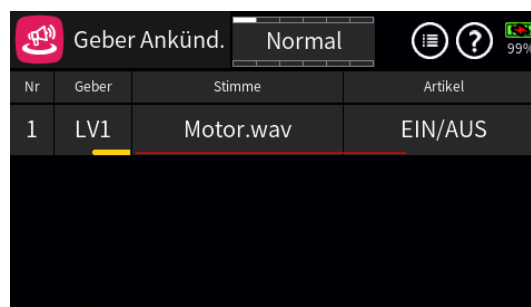 Geber Ankünd. Normal ? 99%
Nr Geber Stimme Artikel
1 LV1 Motor.wav EIN/AUS